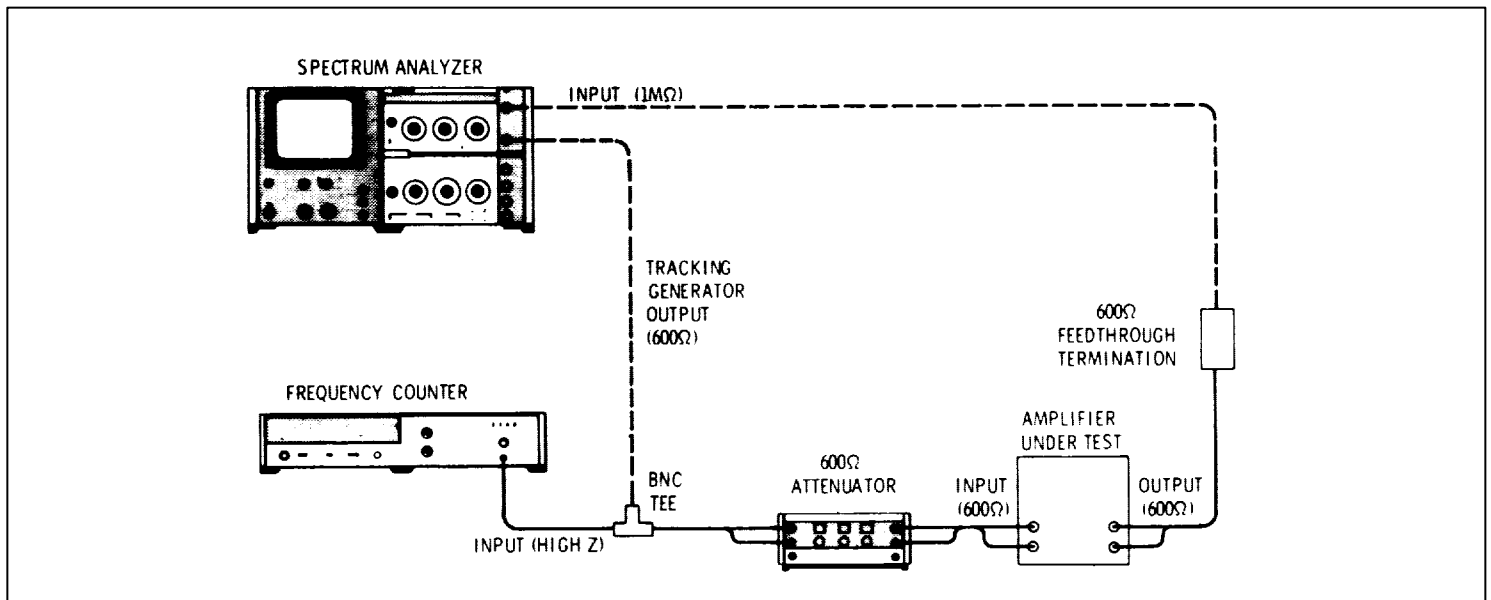 SPECTRUM ANALYZER
INPUT (1MΩ)
TRACKING
GENERATOR
OUTPUT
(600Ω)
600Ω
FEEDTHROUGH
TERMINATION
FREQUENCY COUNTER
AMPLIFIER
UNDER TEST
BNC
TEE
600Ω
ATTENUATOR
INPUT
(600Ω)
OUTPUT
(600Ω)
INPUT (HIGH Z)